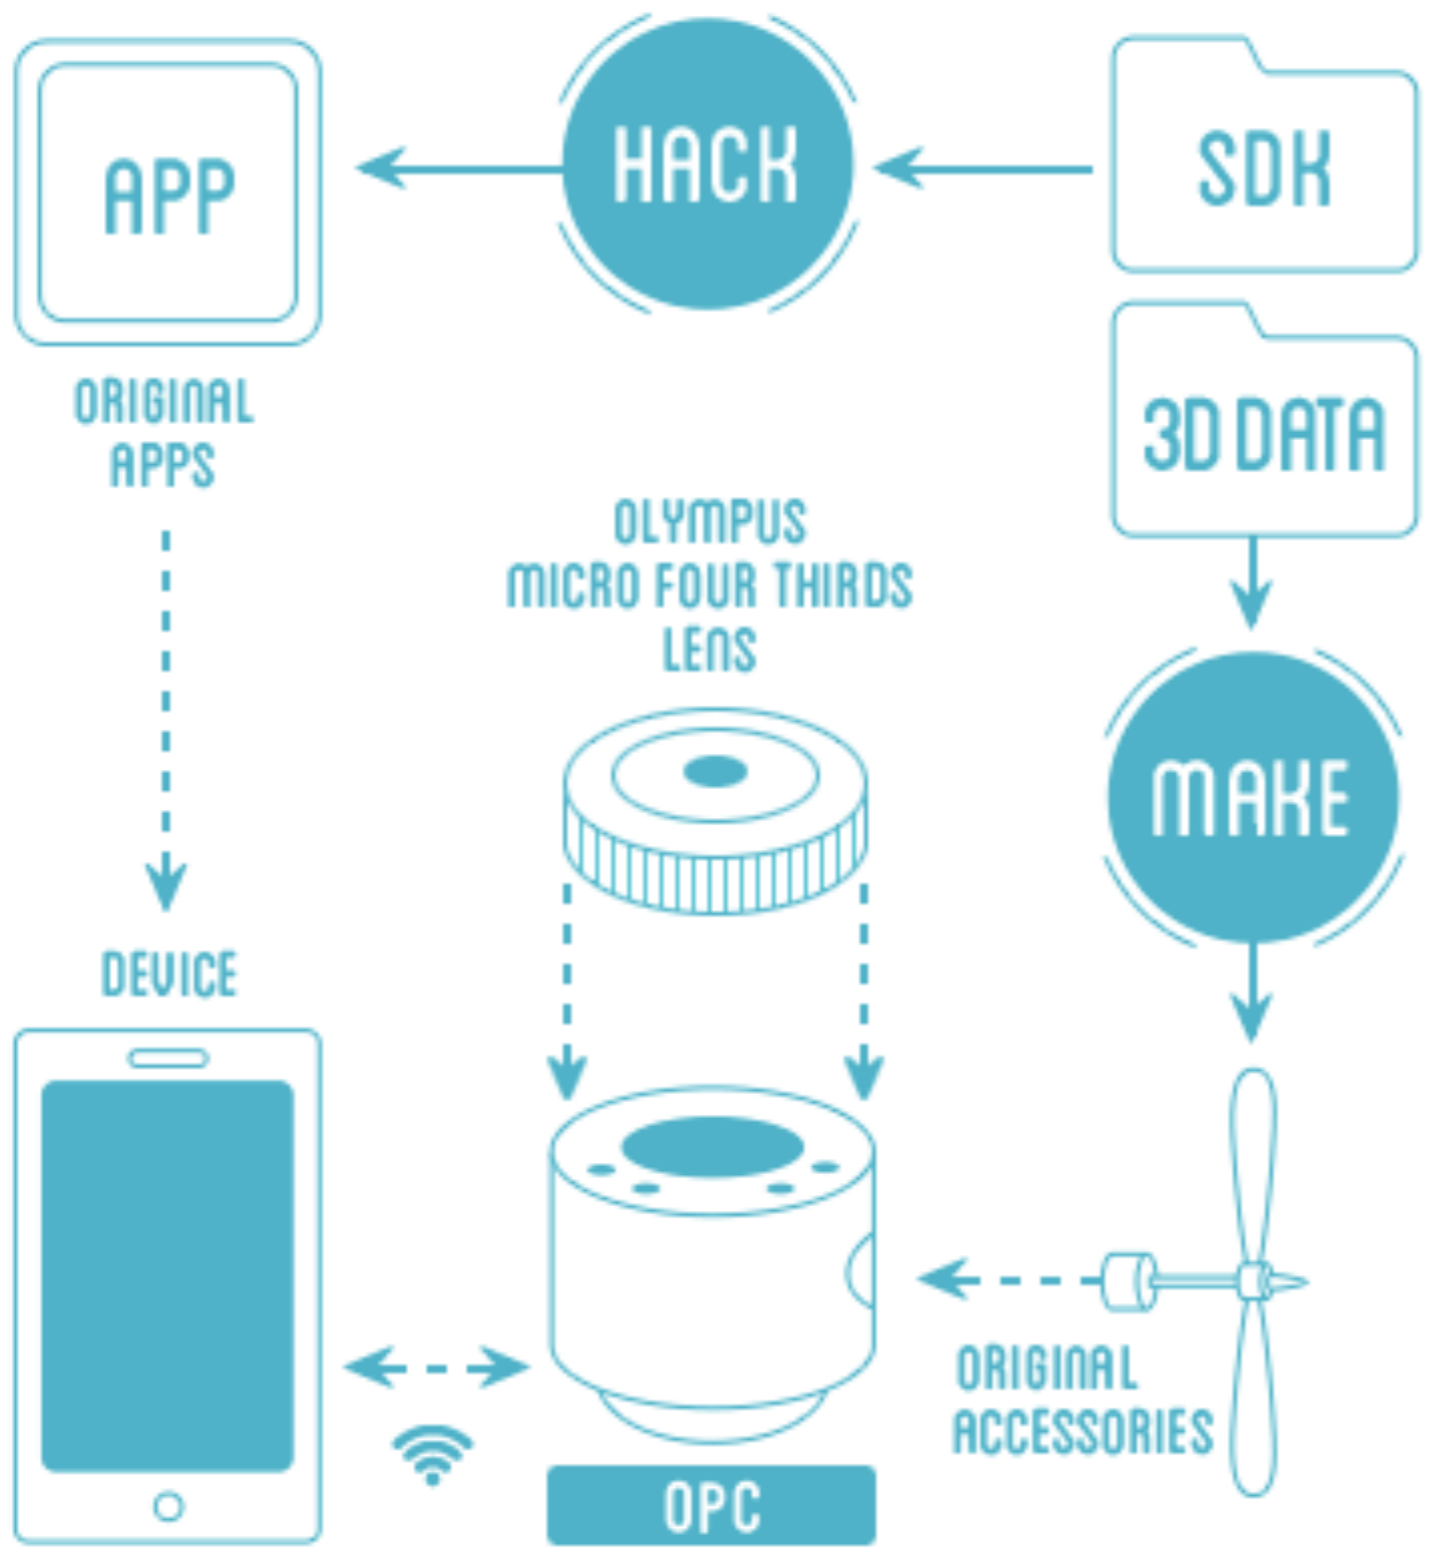 APP
HACK
SDK
3D DATA
ORIGINAL
APPS
OLYMPUS
MICRO FOUR THIRDS
LENS
MAKE
DEVICE
ORIGINAL
ACCESSORIES
OPC